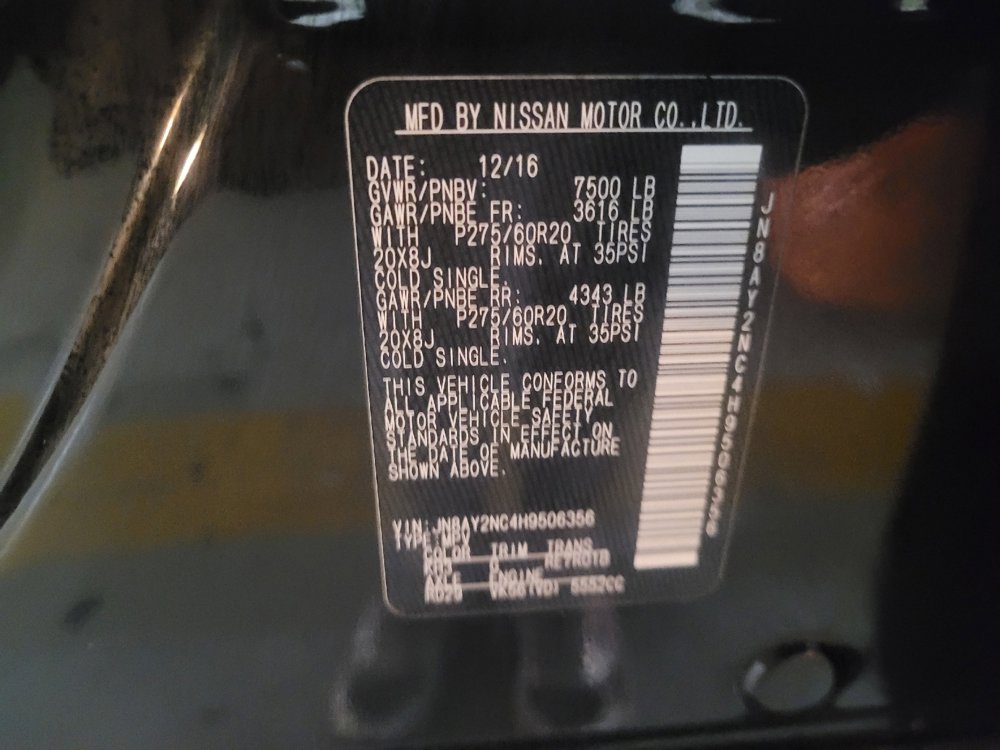 MFD BY NISSAN MOTOR CO.,LTD.
DATE: 12/16
GVWR/PNBV: 7500 LB
GAWR/PNBE FR: 3616 LB
WITH P275/60R20 TIRES
20X8J RIMS. AT 35PSI
COLD SINGLE.
GAWR/PNBE RR: 4343 LB
WITH P275/60R20 TIRES
20X8J RIMS. AT 35PSI
COLD SINGLE.
THIS VEHICLE CONFORMS TO
ALL APPLICABLE FEDERAL
MOTOR VEHICLE SAFETY
STANDARDS IN EFFECT ON
THE DATE OF MANUFACTURE
SHOWN ABOVE.
VIN:JN8AY2NC4H9506356
TYPE:MPV
COLOR TRIM TRANS
KH3 G
AXLE ENGINE
5552CC
JN8AY2NC4H9506356